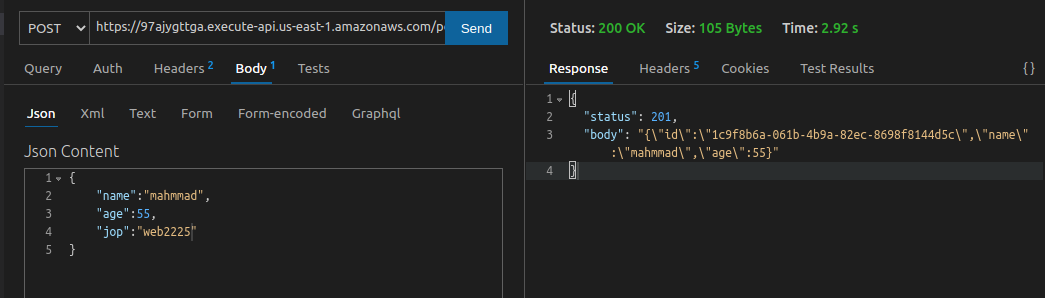 POST https://97ajygttga.execute-api.us-east-1.amazonaws.com/p Send
Query Auth Headers 2 Body 1 Tests
Json Xml Text Form Form-encoded Graphql
Json Content
1 {
2 "name":"mahmmad",
3 "age":55,
4 "jop":"web2225"
5 }
Status: 200 OK Size: 105 Bytes Time: 2.92 s
Response Headers 5 Cookies Test Results {}
1 {
2 "status": 201,
3 "body": "{\"id\":\"1c9f8b6a-061b-4b9a-82ec-8698f8144d5c\",\"name\"
:\"mahmmad\",\"age\":55}"
4 }